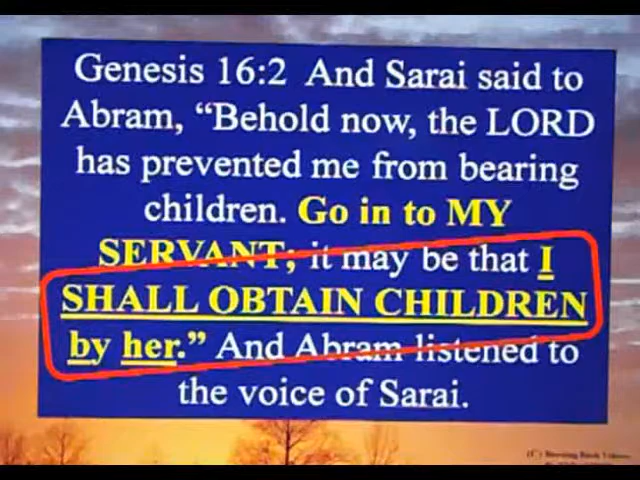 Genesis 16:2 And Sarai said to
Abram, “Behold now, the LORD
has prevented me from bearing
children. Go in to MY
SERVANT; it may be that I
SHALL OBTAIN CHILDREN
by her.” And Abram listened to
the voice of Sarai.